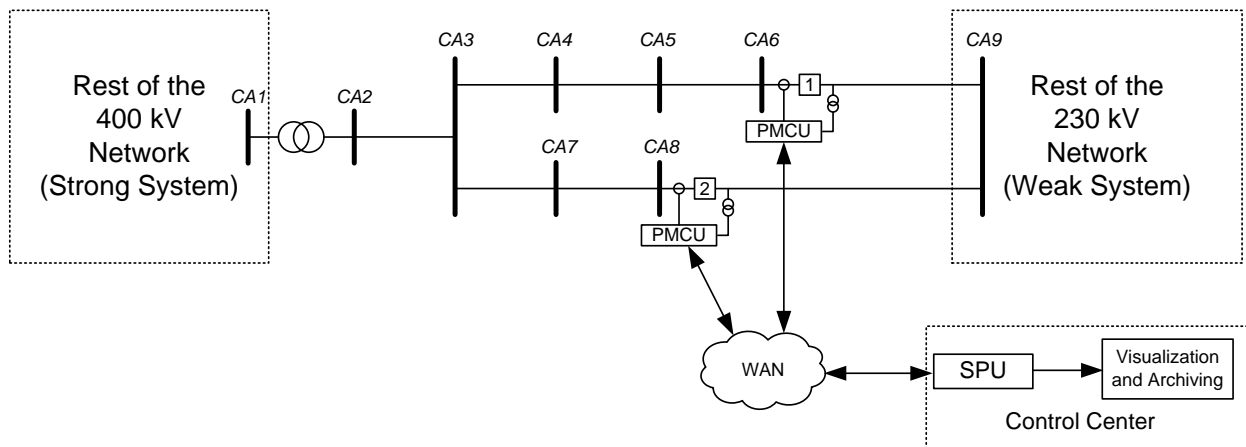 CA3
CA4
CA5
CA6
CA9
Rest of the
400 kV
Network
(Strong System)
CA1
CA2
1
PMCU
Rest of the
230 kV
Network
(Weak System)
CA7
CA8
2
PMCU
WAN
SPU
Visualization
and Archiving
Control Center